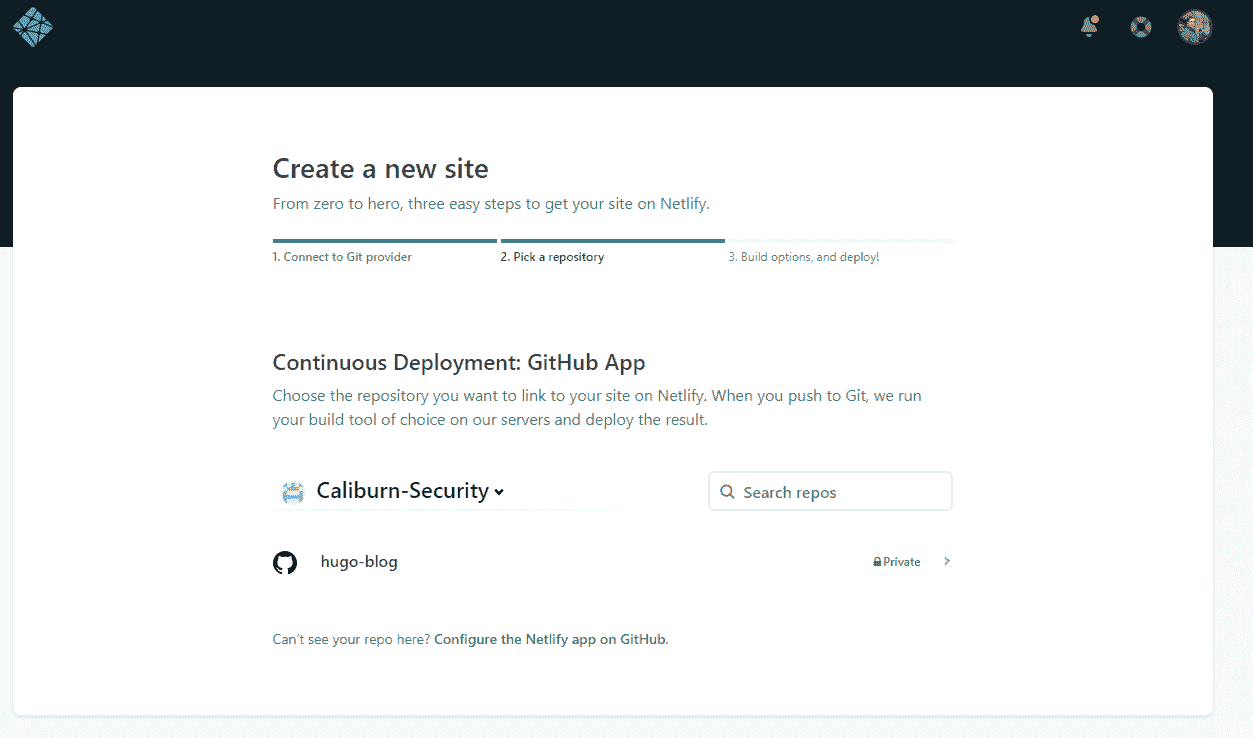 Create a new site
From zero to hero, three easy steps to get your site on Netlify.
1. Connect to Git provider
2. Pick a repository
3. Build options, and deploy!
Continuous Deployment: GitHub App
Choose the repository you want to link to your site on Netlify. When you push to Git, we run
your build tool of choice on our servers and deploy the result.
Caliburn-Security
Search repos
hugo-blog
Private
Can't see your repo here? Configure the Netlify app on GitHub.